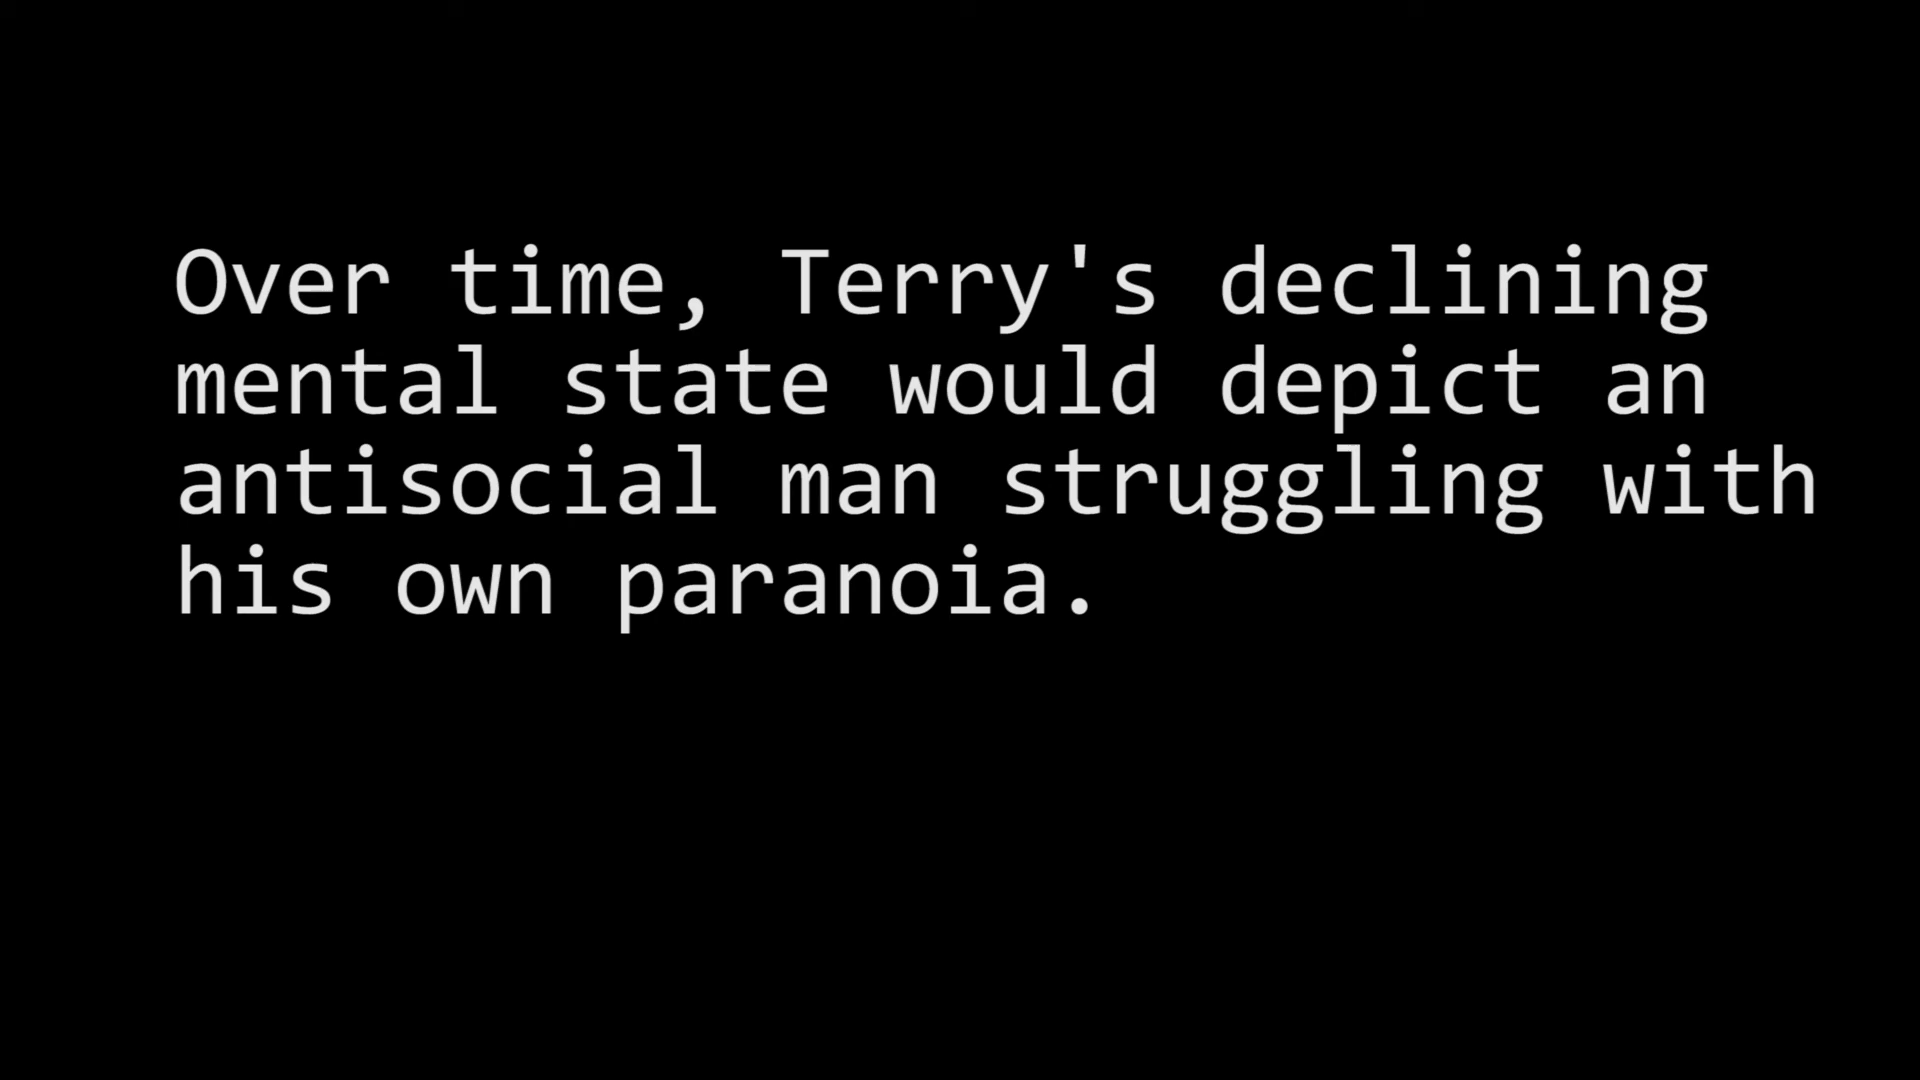 Over time, Terry's declining
mental state would depict an
antisocial man struggling with
his own paranoia.